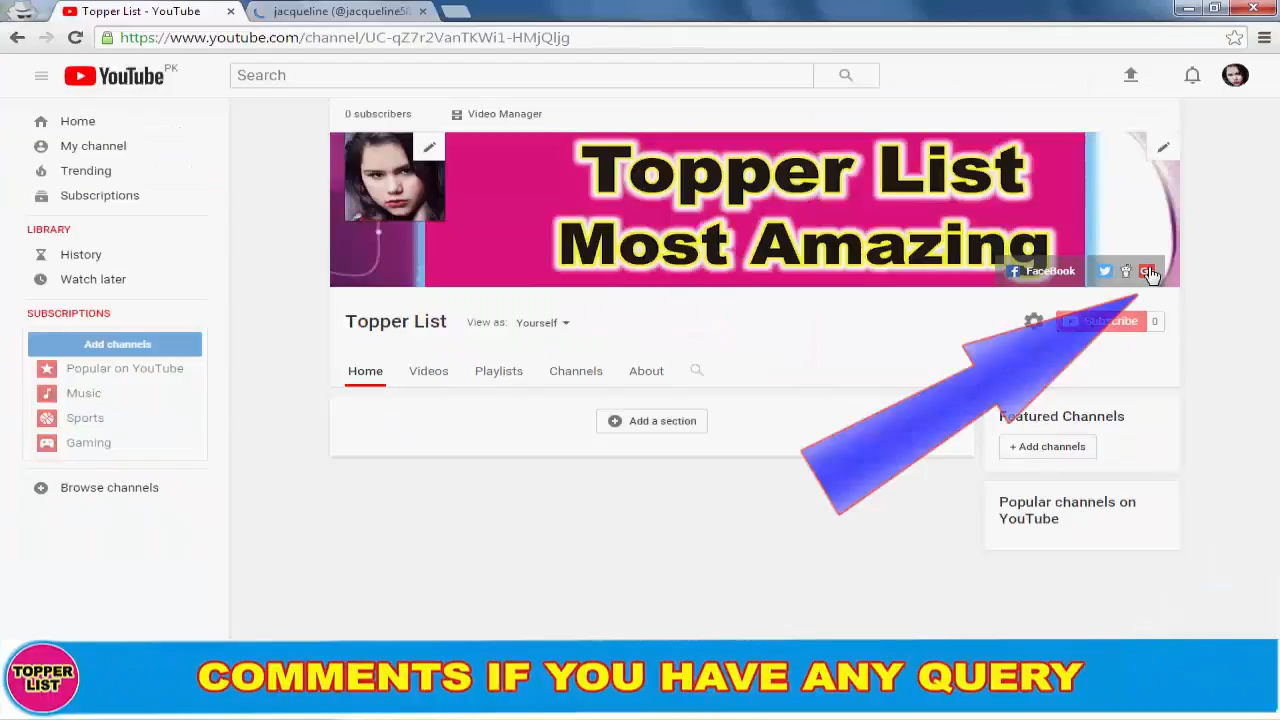 Topper List - YouTube
jacqueline (@jacqueline58
https://www.youtube.com/channel/UC-qZ7r2VanTKWi1-HMjQljg
YouTube PK
Search
Home
My channel
Trending
Subscriptions
LIBRARY
History
Watch later
SUBSCRIPTIONS
Add channels
Popular on YouTube
Music
Sports
Gaming
Browse channels
0 subscribers
Video Manager
Topper List
Most Amazing
FaceBook
Topper List
View as: Yourself
Subscribe 0
Home Videos Playlists Channels About
Add a section
Featured Channels
+ Add channels
Popular channels on
YouTube
TOPPER
LIST
COMMENTS IF YOU HAVE ANY QUERY